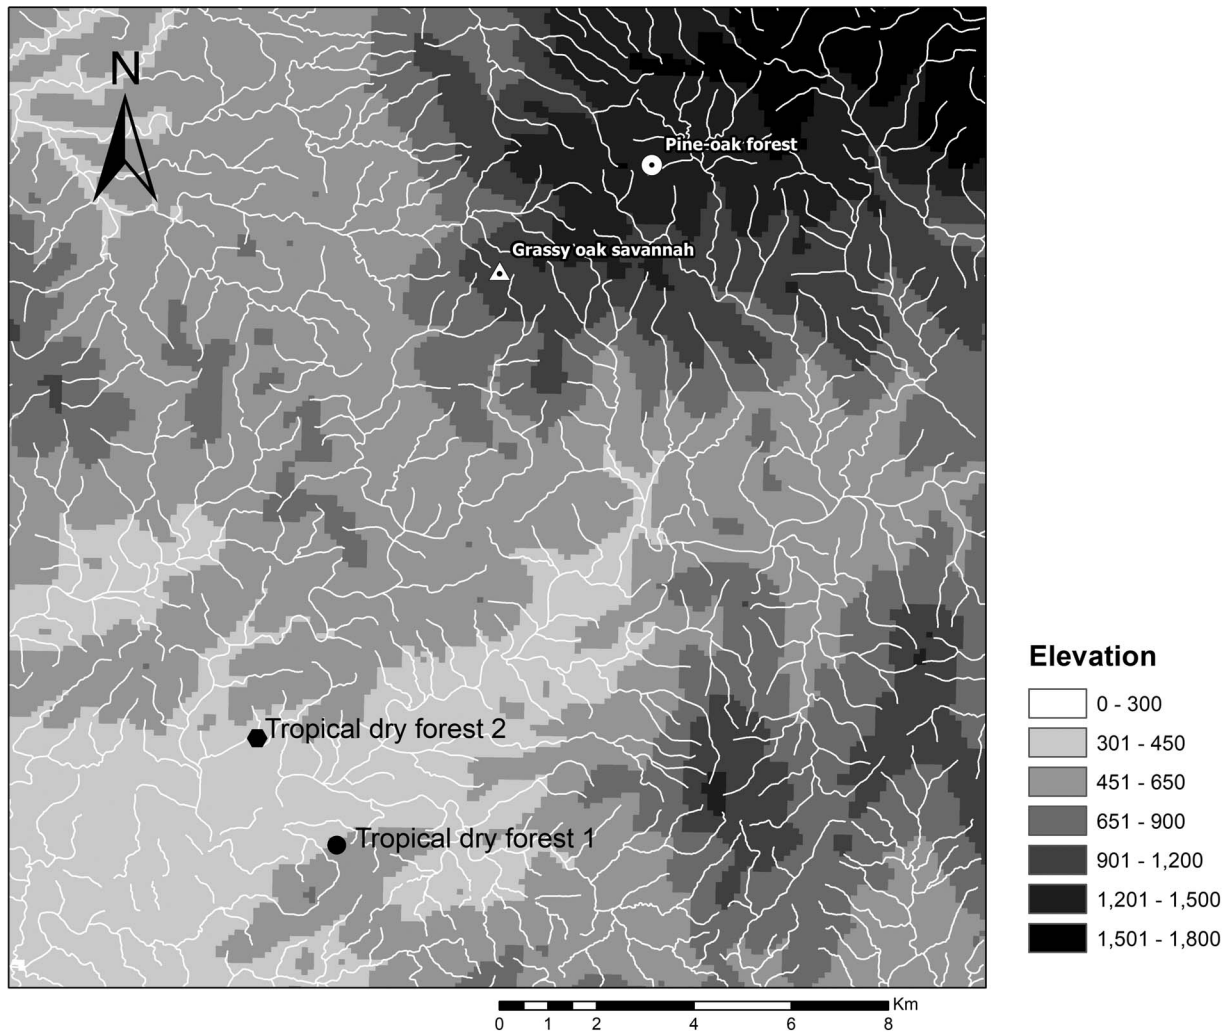 N
Pine-oak forest
Grassy oak savannah
Tropical dry forest 2
Tropical dry forest 1
Elevation
0 - 300
301 - 450
451 - 650
651 - 900
901 - 1,200
1,201 - 1,500
1,501 - 1,800
Km
0 1 2 4 6 8